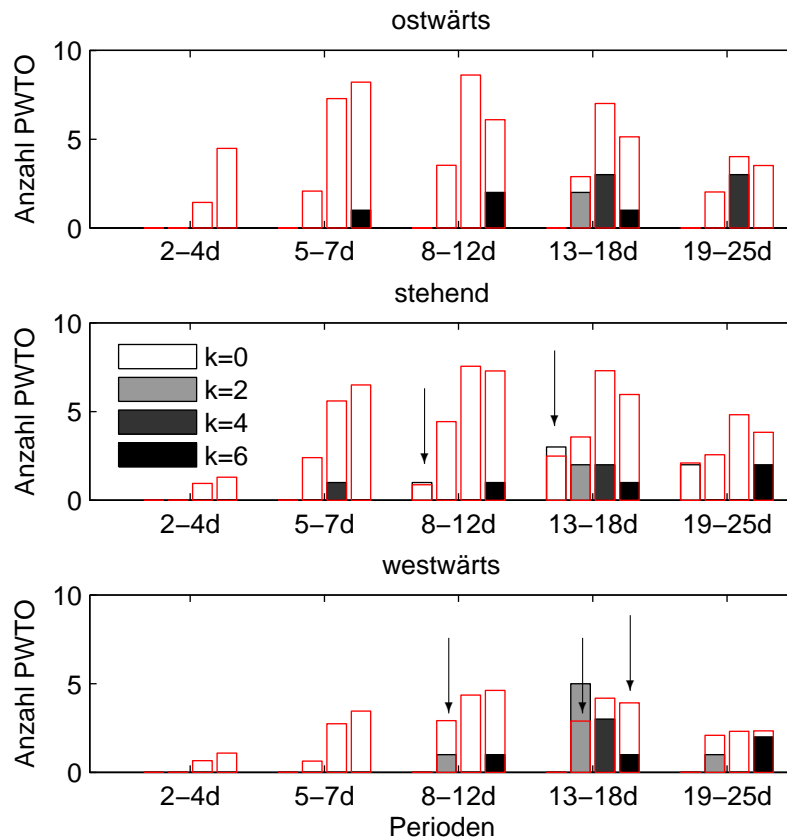 ostwärts
10
5
0
Anzahl PWTO
2−4d 5−7d 8−12d 13−18d 19−25d
stehend
10
5
0
Anzahl PWTO
k=0
k=2
k=4
k=6
2−4d 5−7d 8−12d 13−18d 19−25d
westwärts
10
5
0
Anzahl PWTO
2−4d 5−7d 8−12d 13−18d 19−25d
Perioden